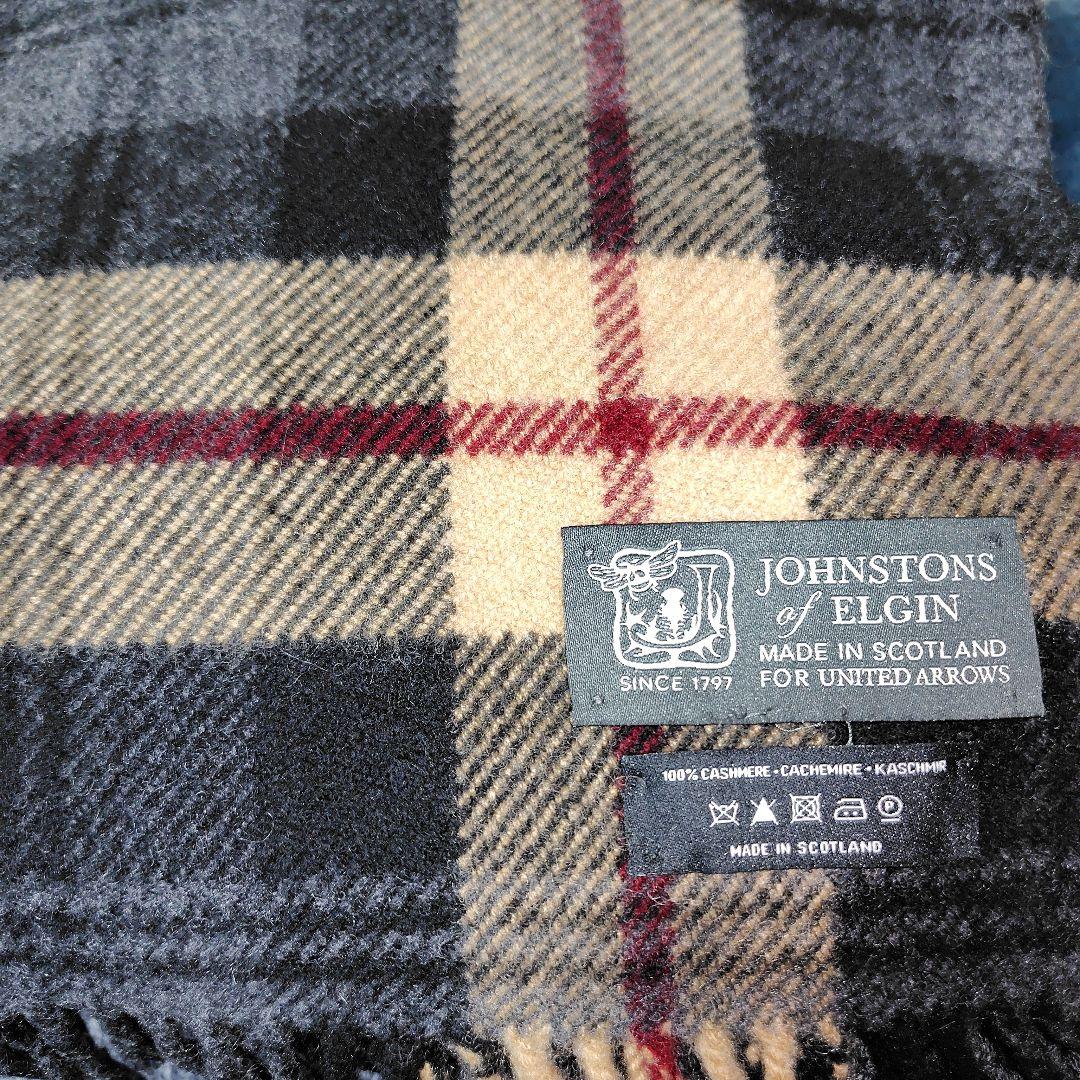 JOHNSTONS
of ELGIN
MADE IN SCOTLAND
FOR UNITED ARROWS
SINCE 1797
100% CASHMERE - CACHEMIRE - KASCHMIR
P
MADE IN SCOTLAND